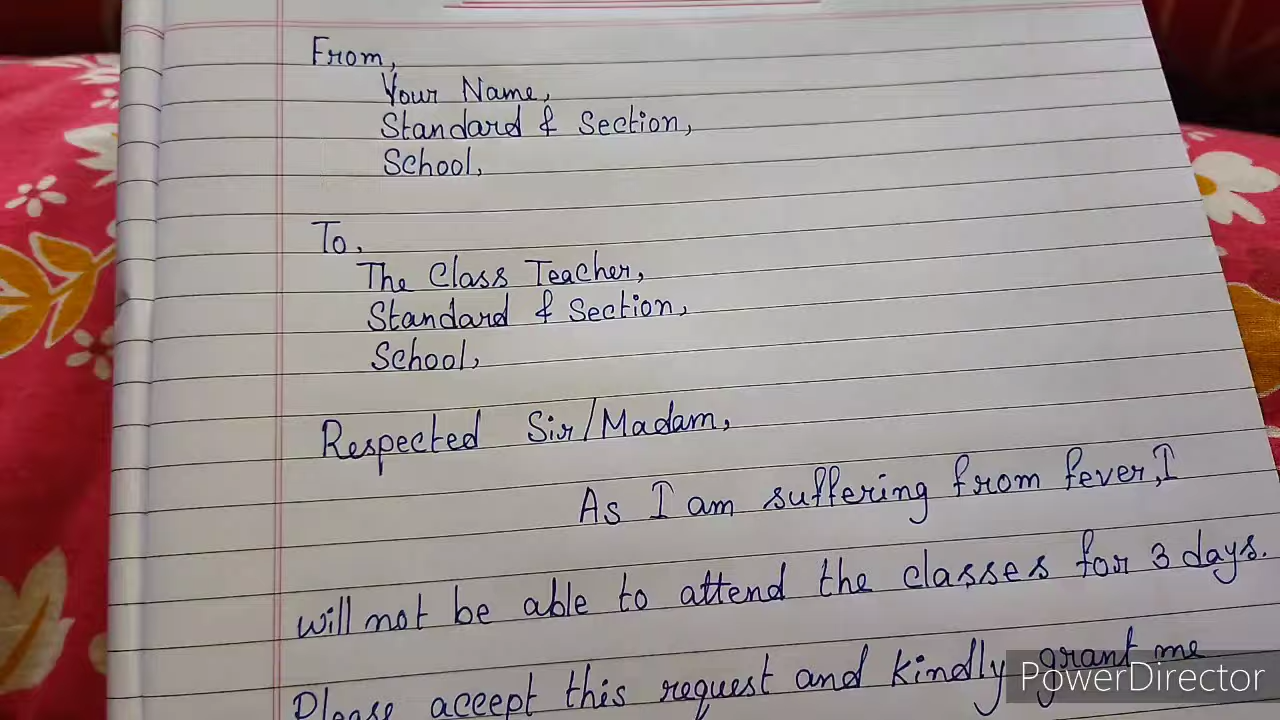 From,
Your Name,
Standard & Section,
School,
To,
The Class Teacher,
Standard & Section,
School,
Respected Sir/Madam,
As I am suffering from fever, I
will not be able to attend the classes for 3 days.
Please accept this request and kindly grant me
PowerDirector